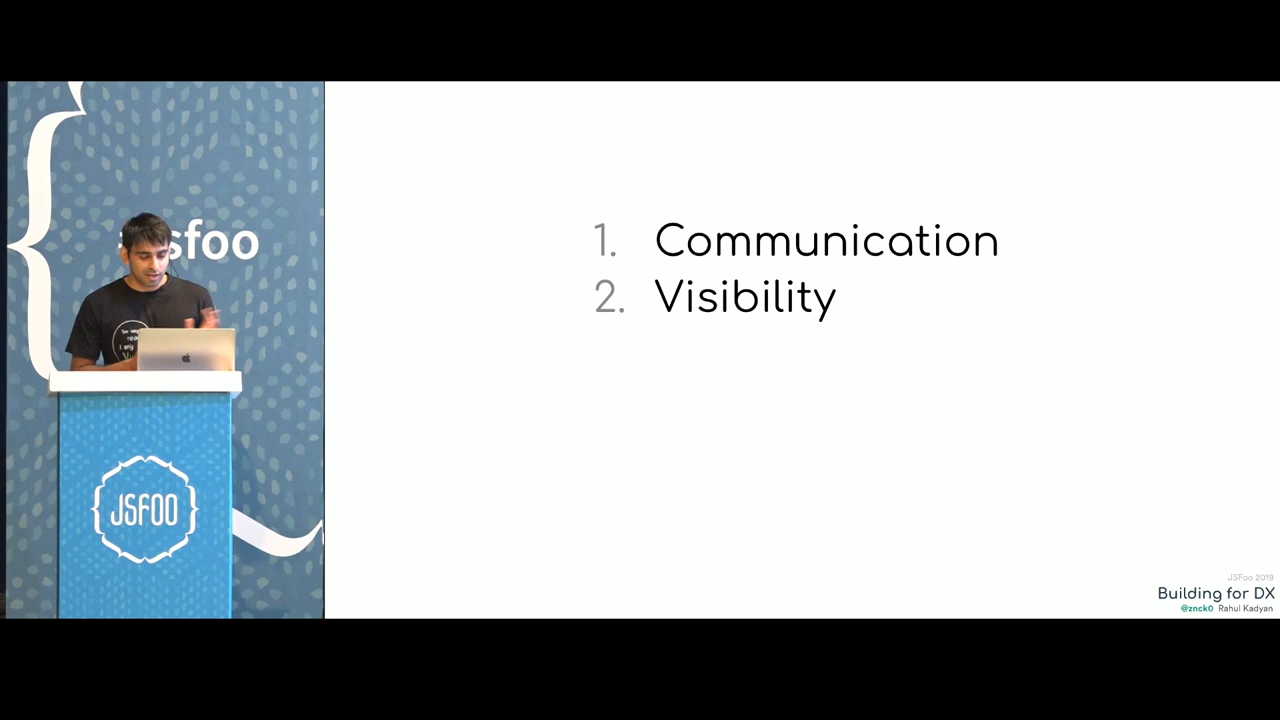 sfoo
JSFOO
1. Communication
2. Visibility
JSFoo 2019
Building for DX
@znck0 Rahul Kadyan